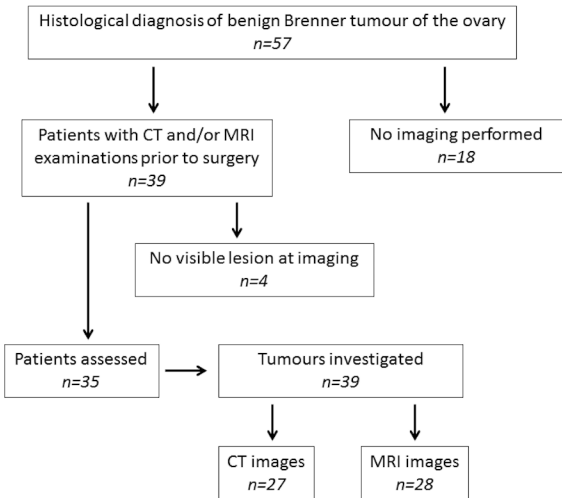 Histological diagnosis of benign Brenner tumour of the ovary
n=57
Patients with CT and/or MRI
examinations prior to surgery
n=39
No imaging performed
n=18
No visible lesion at imaging
n=4
Patients assessed
n=35
Tumours investigated
n=39
CT images
n=27
MRI images
n=28